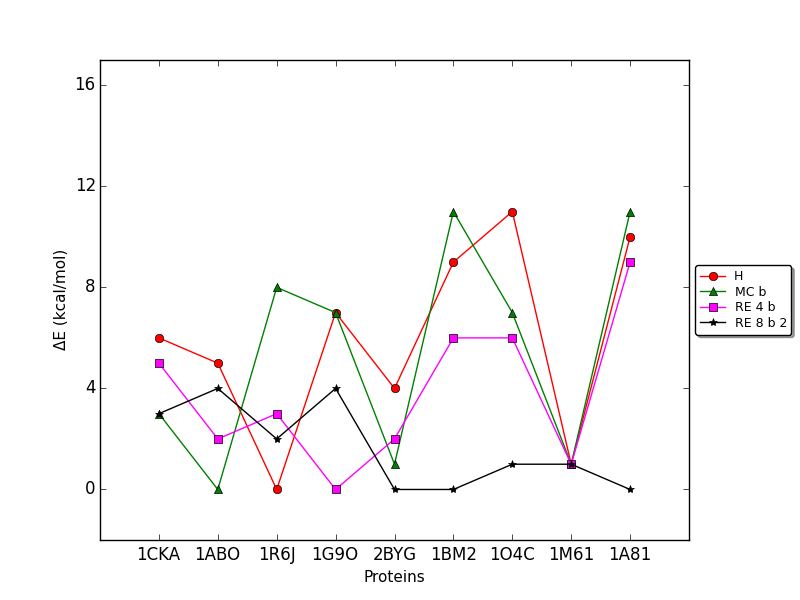 16
12
8
4
0
ΔE (kcal/mol)
1CKA 1ABO 1R6J 1G9O 2BYG 1BM2 1O4C 1M61 1A81
Proteins
H
MC b
RE 4 b
RE 8 b 2